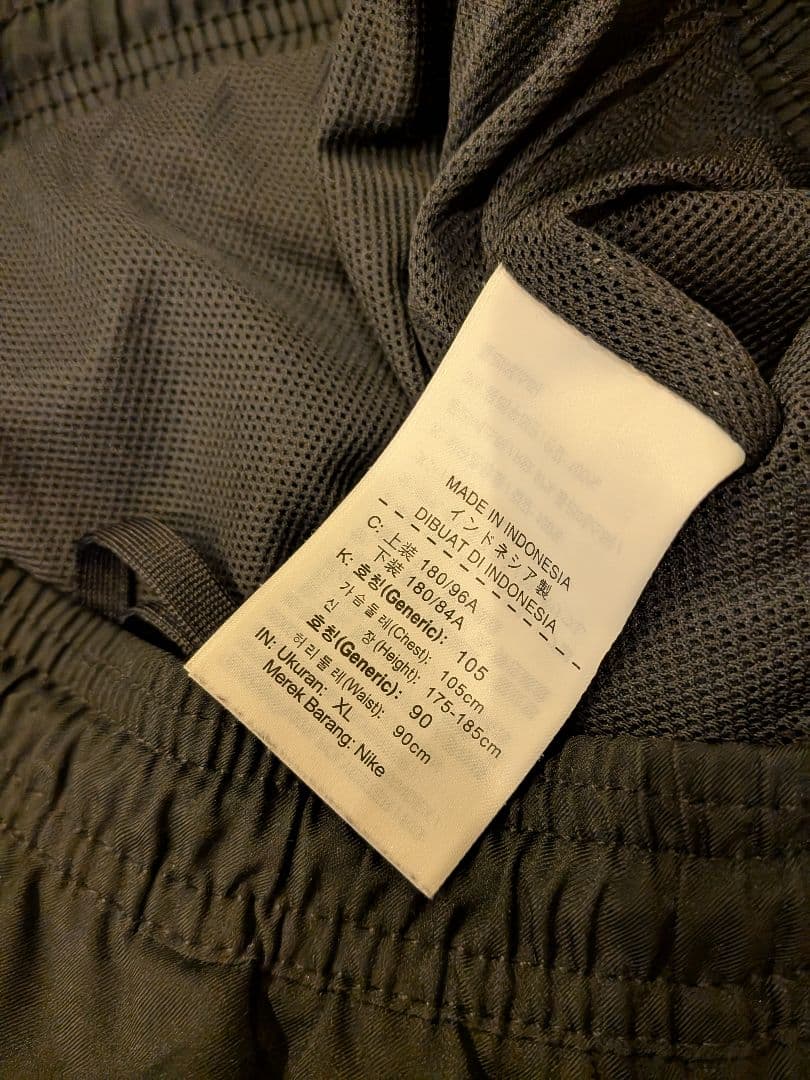 MADE IN INDONESIA
インドネシア製
DIBUAT DI INDONESIA
C: 上装 180/96A
下装 180/84A
K: 호칭(Generic): 105
가슴둘레(Chest): 105cm
신 장(Height): 175-185cm
호칭(Generic): 90
허리둘레(Waist): 90cm
IN: Ukuran: XL
Merek Barang: Nike